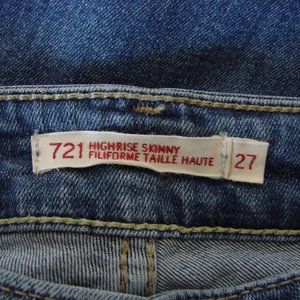 721 HIGHRISE SKINNY
FILIFORME TAILLE HAUTE
27